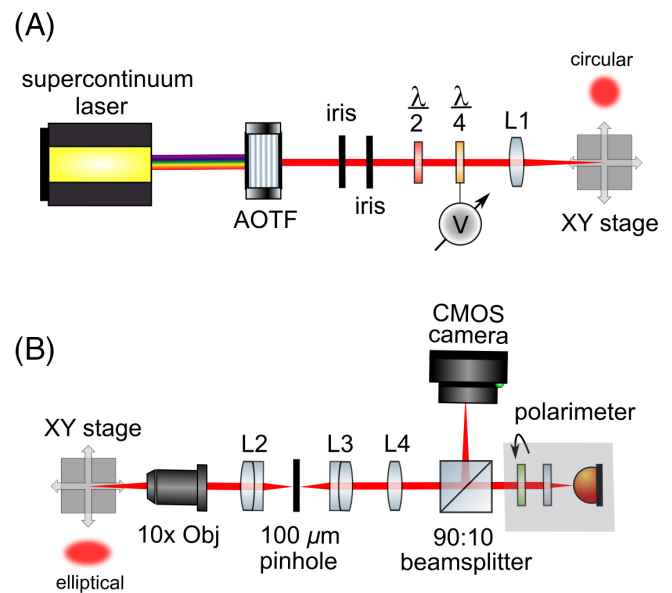 (A)
supercontinuum
laser
AOTF
iris
iris
λ
2
λ
4
V
L1
circular
XY stage
(B)
XY stage
elliptical
10x Obj
L2
100 μm
pinhole
L3
L4
CMOS
camera
90:10
beamsplitter
polarimeter